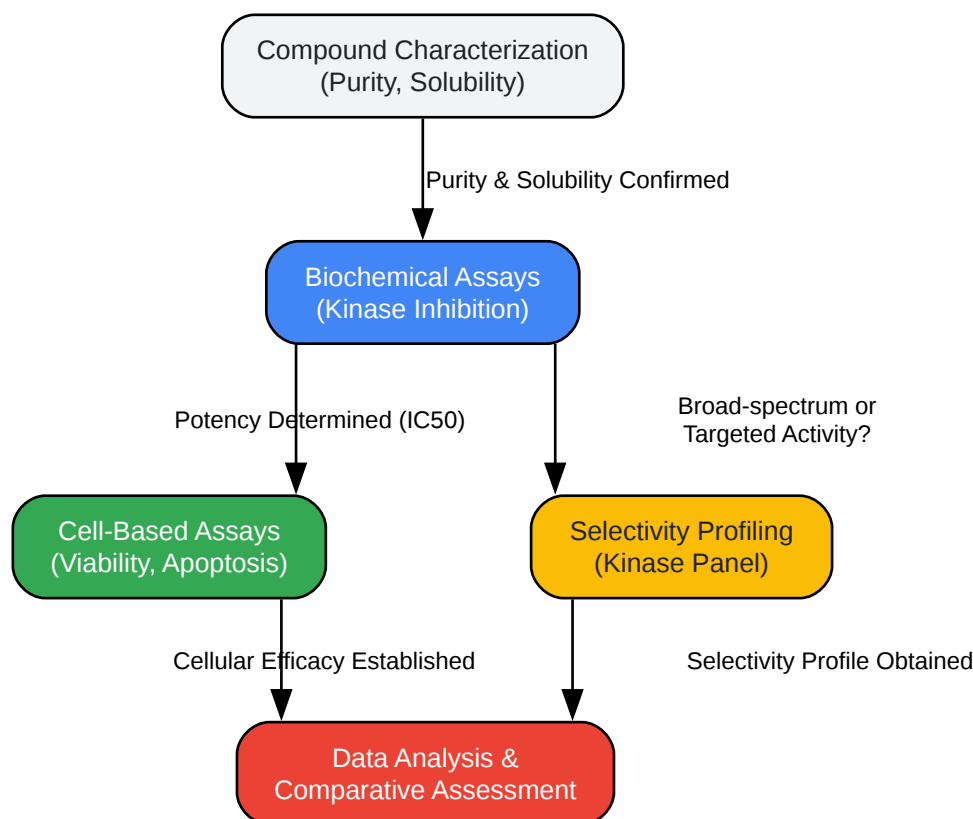 Compound Characterization
(Purity, Solubility)
Purity & Solubility Confirmed
Biochemical Assays
(Kinase Inhibition)
Potency Determined (IC50)
Broad-spectrum or
Targeted Activity?
Cell-Based Assays
(Viability, Apoptosis)
Selectivity Profiling
(Kinase Panel)
Cellular Efficacy Established
Selectivity Profile Obtained
Data Analysis &
Comparative Assessment